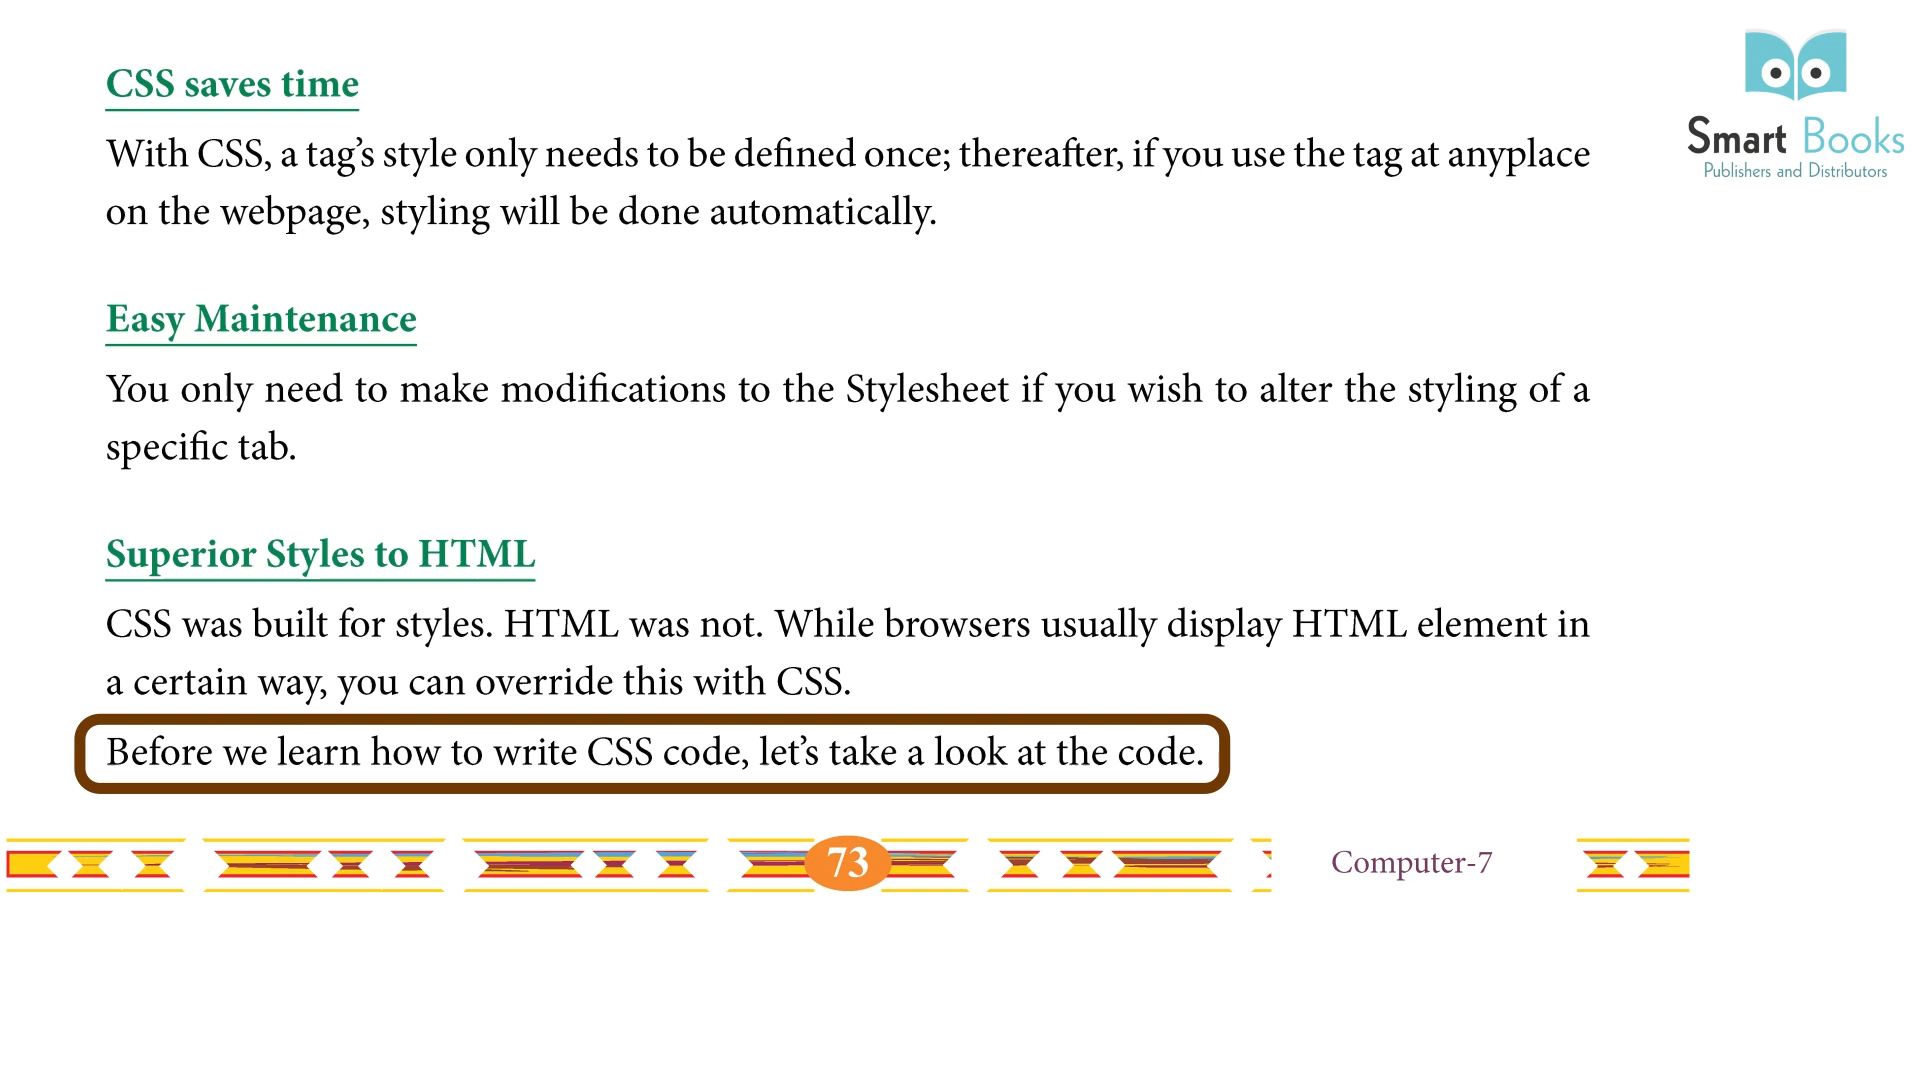 CSS saves time
With CSS, a tag’s style only needs to be defined once; thereafter, if you use the tag at anyplace
on the webpage, styling will be done automatically.
Easy Maintenance
You only need to make modifications to the Stylesheet if you wish to alter the styling of a
specific tab.
Superior Styles to HTML
CSS was built for styles. HTML was not. While browsers usually display HTML element in
a certain way, you can override this with CSS.
Before we learn how to write CSS code, let’s take a look at the code.
73
Computer-7
Smart Books
Publishers and Distributors